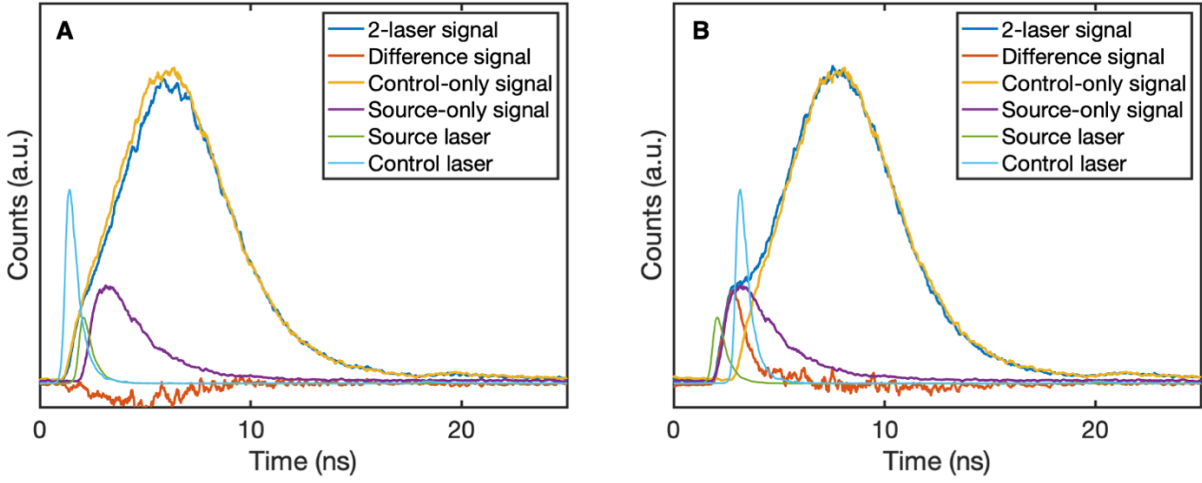 A
2-laser signal
Difference signal
Control-only signal
Source-only signal
Source laser
Control laser
Counts (a.u.)
0
10
20
Time (ns)
B
2-laser signal
Difference signal
Control-only signal
Source-only signal
Source laser
Control laser
Counts (a.u.)
0
10
20
Time (ns)